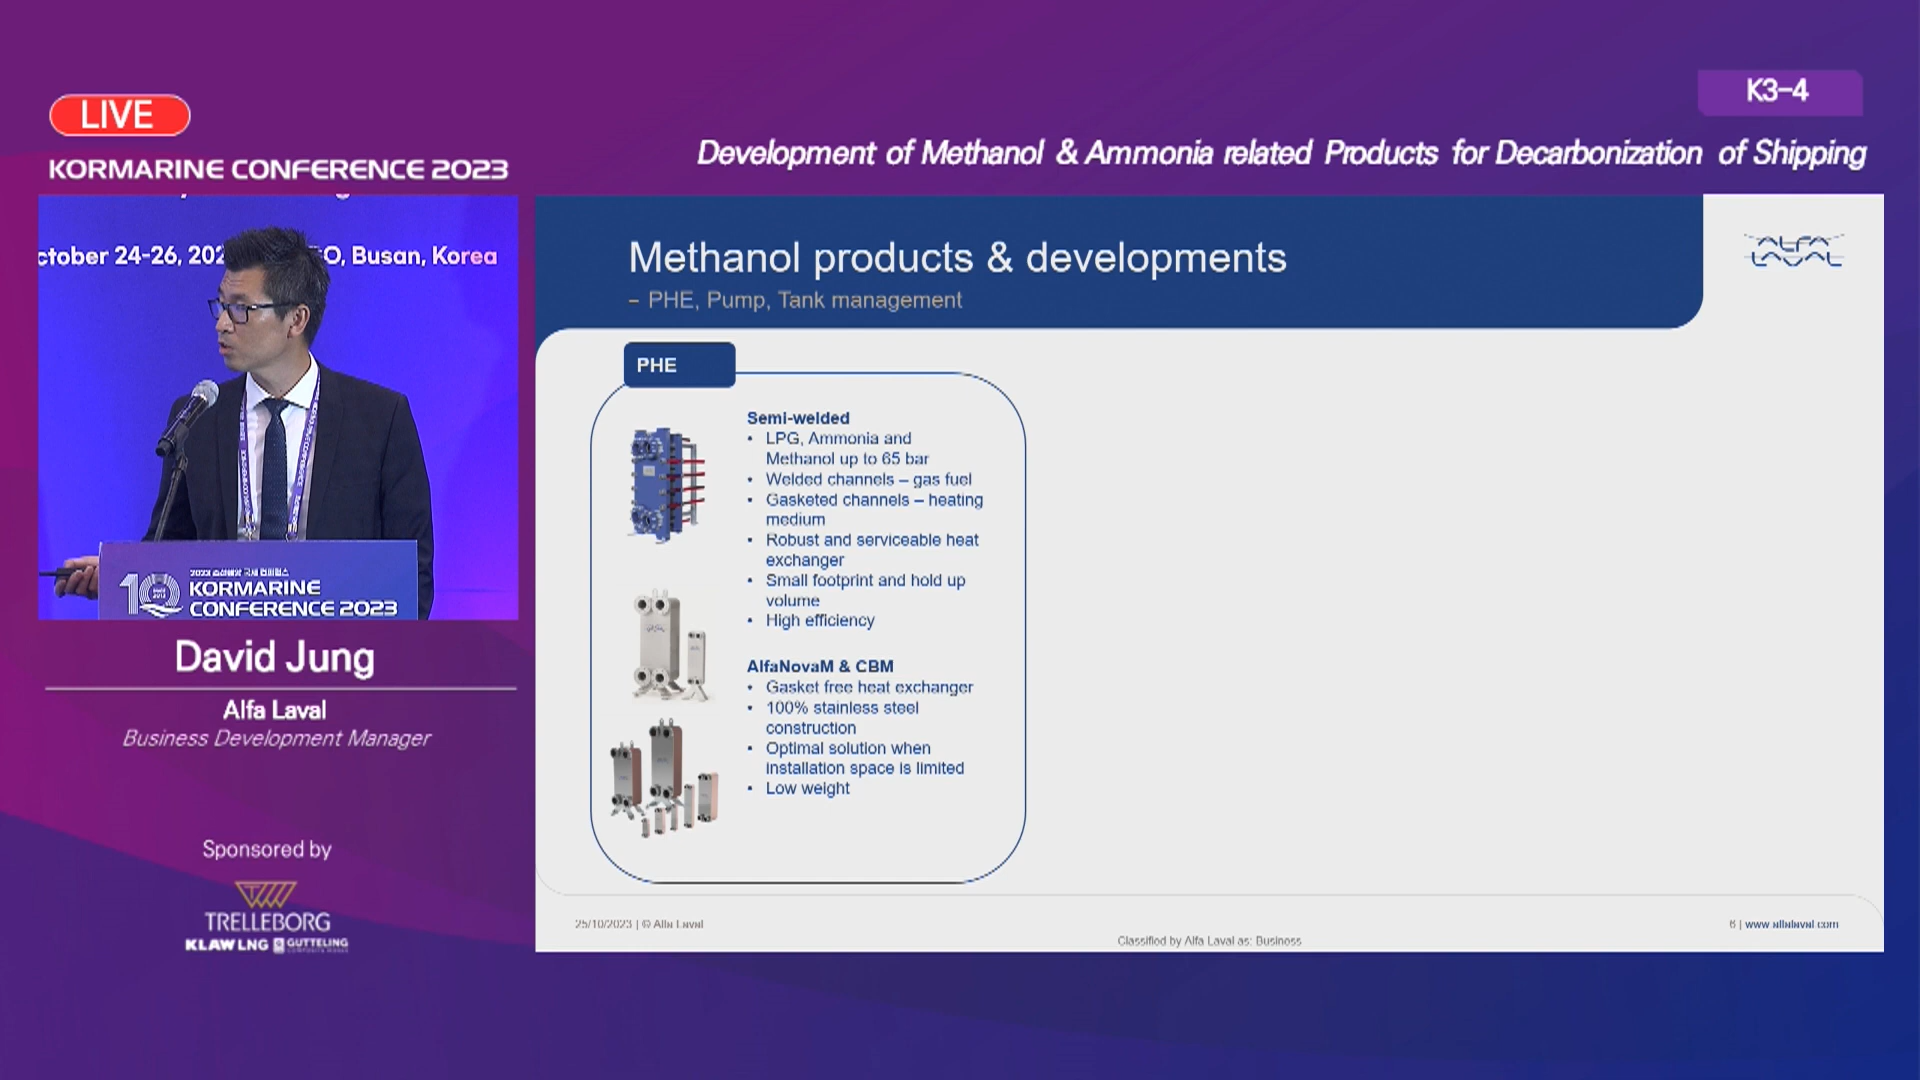 K3-4
LIVE
KORMARINE CONFERENCE 2023
Development of Methanol & Ammonia related Products for Decarbonization of Shipping
ctober 24-26, 202
O, Busan, Korea
KORMARINE
CONFERENCE 2023
10
David Jung
Alfa Laval
Business Development Manager
Sponsored by
TRELLEBORG
KLAW LNG GUTTELING
Methanol products & developments
– PHE, Pump, Tank management
ALFA
LAVAL
PHE
Semi-welded
• LPG, Ammonia and
Methanol up to 65 bar
• Welded channels – gas fuel
• Gasketed channels – heating
medium
• Robust and serviceable heat
exchanger
• Small footprint and hold up
volume
• High efficiency
AlfaNovaM & CBM
• Gasket free heat exchanger
• 100% stainless steel
construction
• Optimal solution when
installation space is limited
• Low weight
25/10/2023 | © Alfa Laval
Classified by Alfa Laval as: Business
6 | www.alfalaval.com